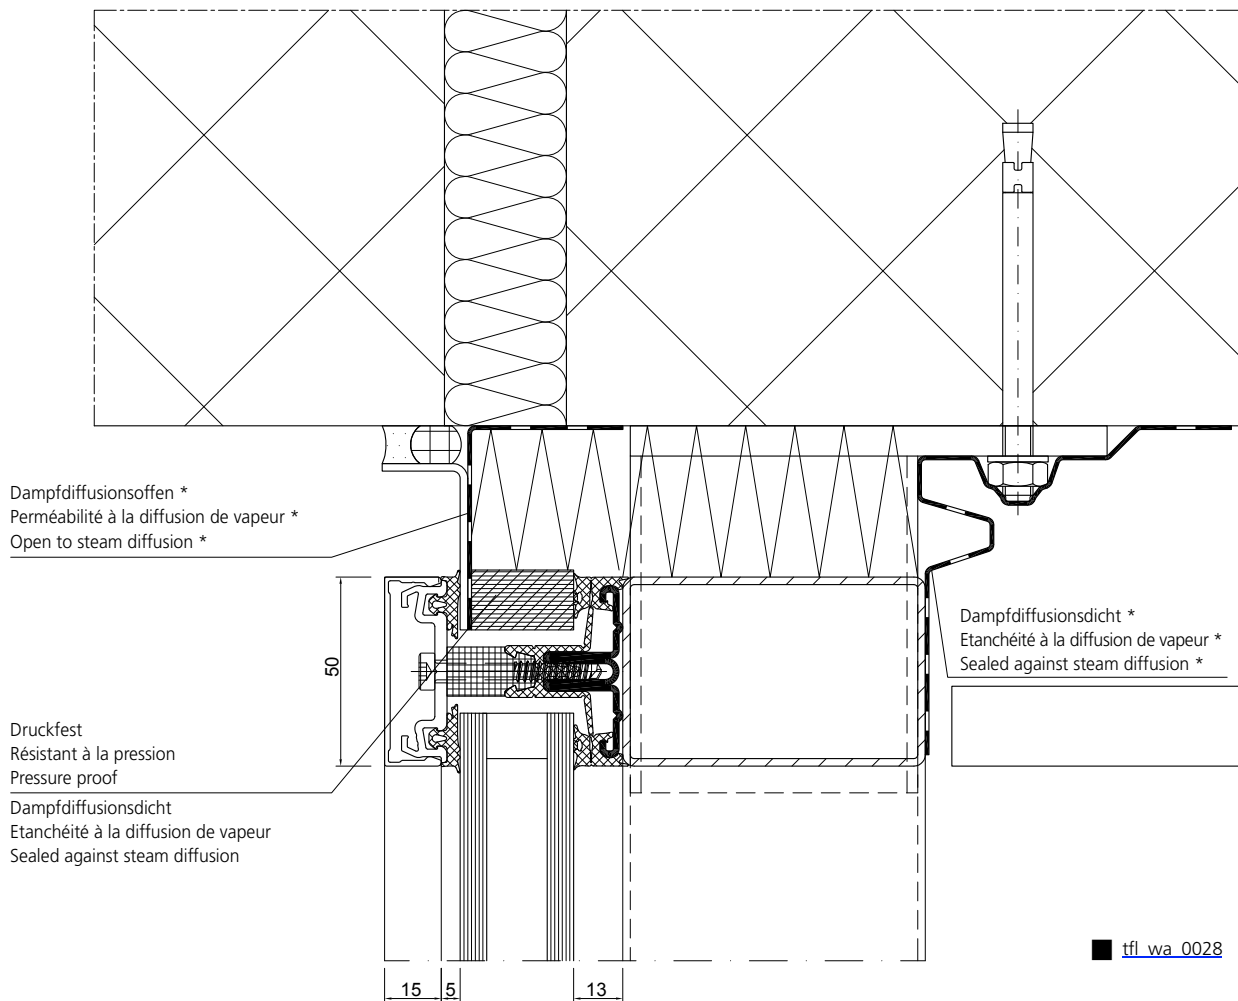 Dampfdiffusionsoffen *
Perméabilité à la diffusion de vapeur *
Open to steam diffusion *
Dampfdiffusionsdicht *
Etanchéité à la diffusion de vapeur *
Sealed against steam diffusion *
50
Druckfest
Résistant à la pression
Pressure proof
Dampfdiffusionsdicht
Etanchéité à la diffusion de vapeur
Sealed against steam diffusion
tfl_wa_0028
15 5 13